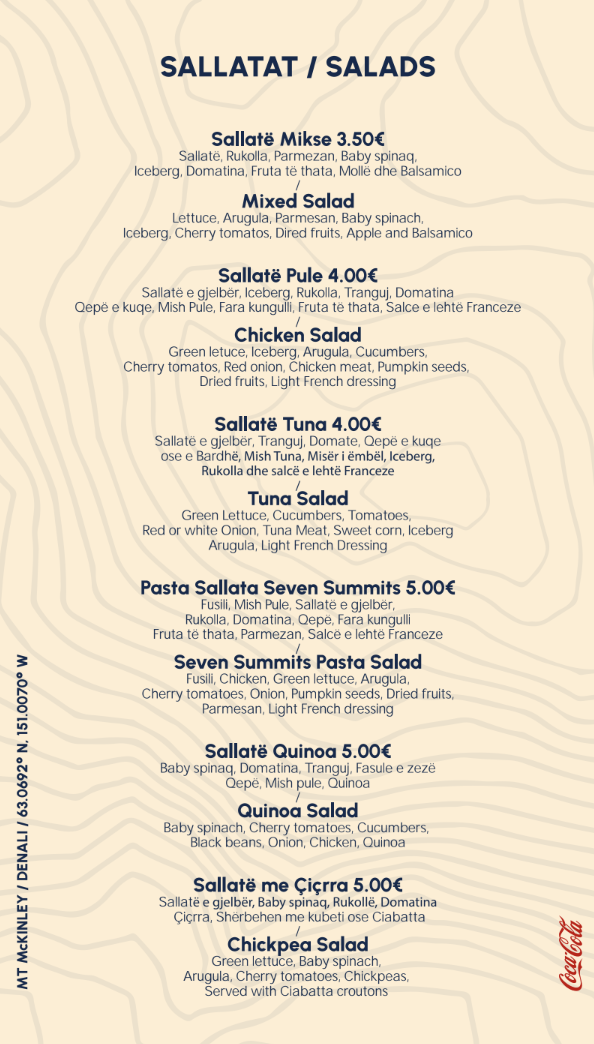 SALLATAT / SALADS
Sallatë Mikse 3.50€
Sallatë, Rukolla, Parmezan, Baby spinaq,
Iceberg, Domatina, Fruta të thata, Mollë dhe Balsamico
/
Mixed Salad
Lettuce, Arugula, Parmesan, Baby spinach,
Iceberg, Cherry tomatos, Dired fruits, Apple and Balsamico
Sallatë Pule 4.00€
Sallatë e gjelbër, Iceberg, Rukolla, Tranguj, Domatina
Qepë e kuqe, Mish Pule, Fara kungulli, Fruta të thata, Salce e lehtë Franceze
/
Chicken Salad
Green letuce, Iceberg, Arugula, Cucumbers,
Cherry tomatos, Red onion, Chicken meat, Pumpkin seeds,
Dried fruits, Light French dressing
Sallatë Tuna 4.00€
Sallatë e gjelbër, Tranguj, Domate, Qepë e kuqe
ose e Bardhë, Mish Tuna, Misër i ëmbël, Iceberg,
Rukolla dhe salcë e lehtë Franceze
/
Tuna Salad
Green Lettuce, Cucumbers, Tomatoes,
Red or white Onion, Tuna Meat, Sweet corn, Iceberg
Arugula, Light French Dressing
Pasta Sallata Seven Summits 5.00€
Fusili, Mish Pule, Sallatë e gjelbër,
Rukolla, Domatina, Qepë, Fara kungulli
Fruta të thata, Parmezan, Salcë e lehtë Franceze
/
Seven Summits Pasta Salad
Fusili, Chicken, Green lettuce, Arugula,
Cherry tomatoes, Onion, Pumpkin seeds, Dried fruits,
Parmesan, Light French dressing
Sallatë Quinoa 5.00€
Baby spinaq, Domatina, Tranguj, Fasule e zezë
Qepë, Mish pule, Quinoa
/
Quinoa Salad
Baby spinach, Cherry tomatoes, Cucumbers,
Black beans, Onion, Chicken, Quinoa
Sallatë me Çiçrra 5.00€
Sallatë e gjelbër, Baby spinaq, Rukollë, Domatina
Çiçrra, Shërbehen me kubeti ose Ciabatta
/
Chickpea Salad
Green lettuce, Baby spinach,
Arugula, Cherry tomatoes, Chickpeas,
Served with Ciabatta croutons
MT McKINLEY / DENALI / 63.0692° N, 151.0070° W
Coca-Cola